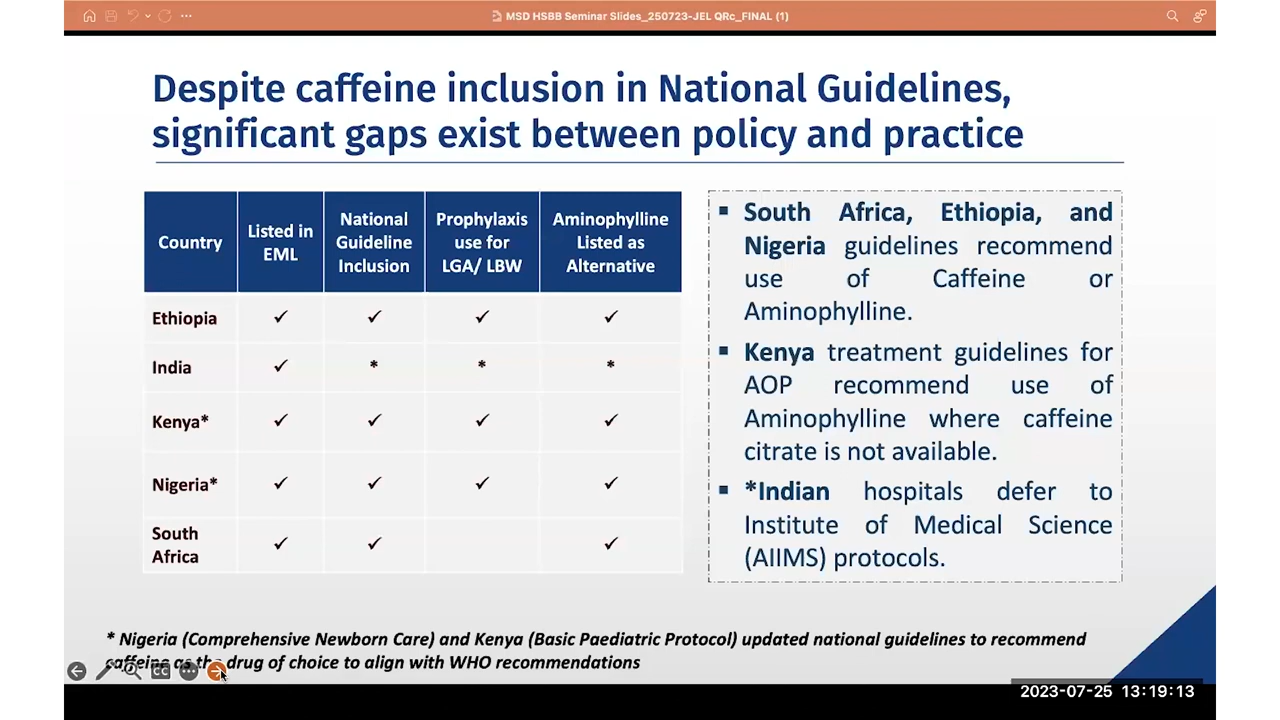 MSD HSBB Seminar Slides_250723-JEL QRc_FINAL (1)
Despite caffeine inclusion in National Guidelines,
significant gaps exist between policy and practice
Country
Listed in
EML
National
Guideline
Inclusion
Prophylaxis
use for
LGA/ LBW
Aminophylline
Listed as
Alternative
Ethiopia ✓ ✓ ✓ ✓
India ✓ * * *
Kenya* ✓ ✓ ✓ ✓
Nigeria* ✓ ✓ ✓ ✓
South
Africa ✓ ✓ ✓
▪ South Africa, Ethiopia, and
Nigeria guidelines recommend
use of Caffeine or
Aminophylline.
▪ Kenya treatment guidelines for
AOP recommend use of
Aminophylline where caffeine
citrate is not available.
▪ *Indian hospitals defer to
Institute of Medical Science
(AIIMS) protocols.
* Nigeria (Comprehensive Newborn Care) and Kenya (Basic Paediatric Protocol) updated national guidelines to recommend
caffeine as the drug of choice to align with WHO recommendations
CC
2023-07-25 13:19:13